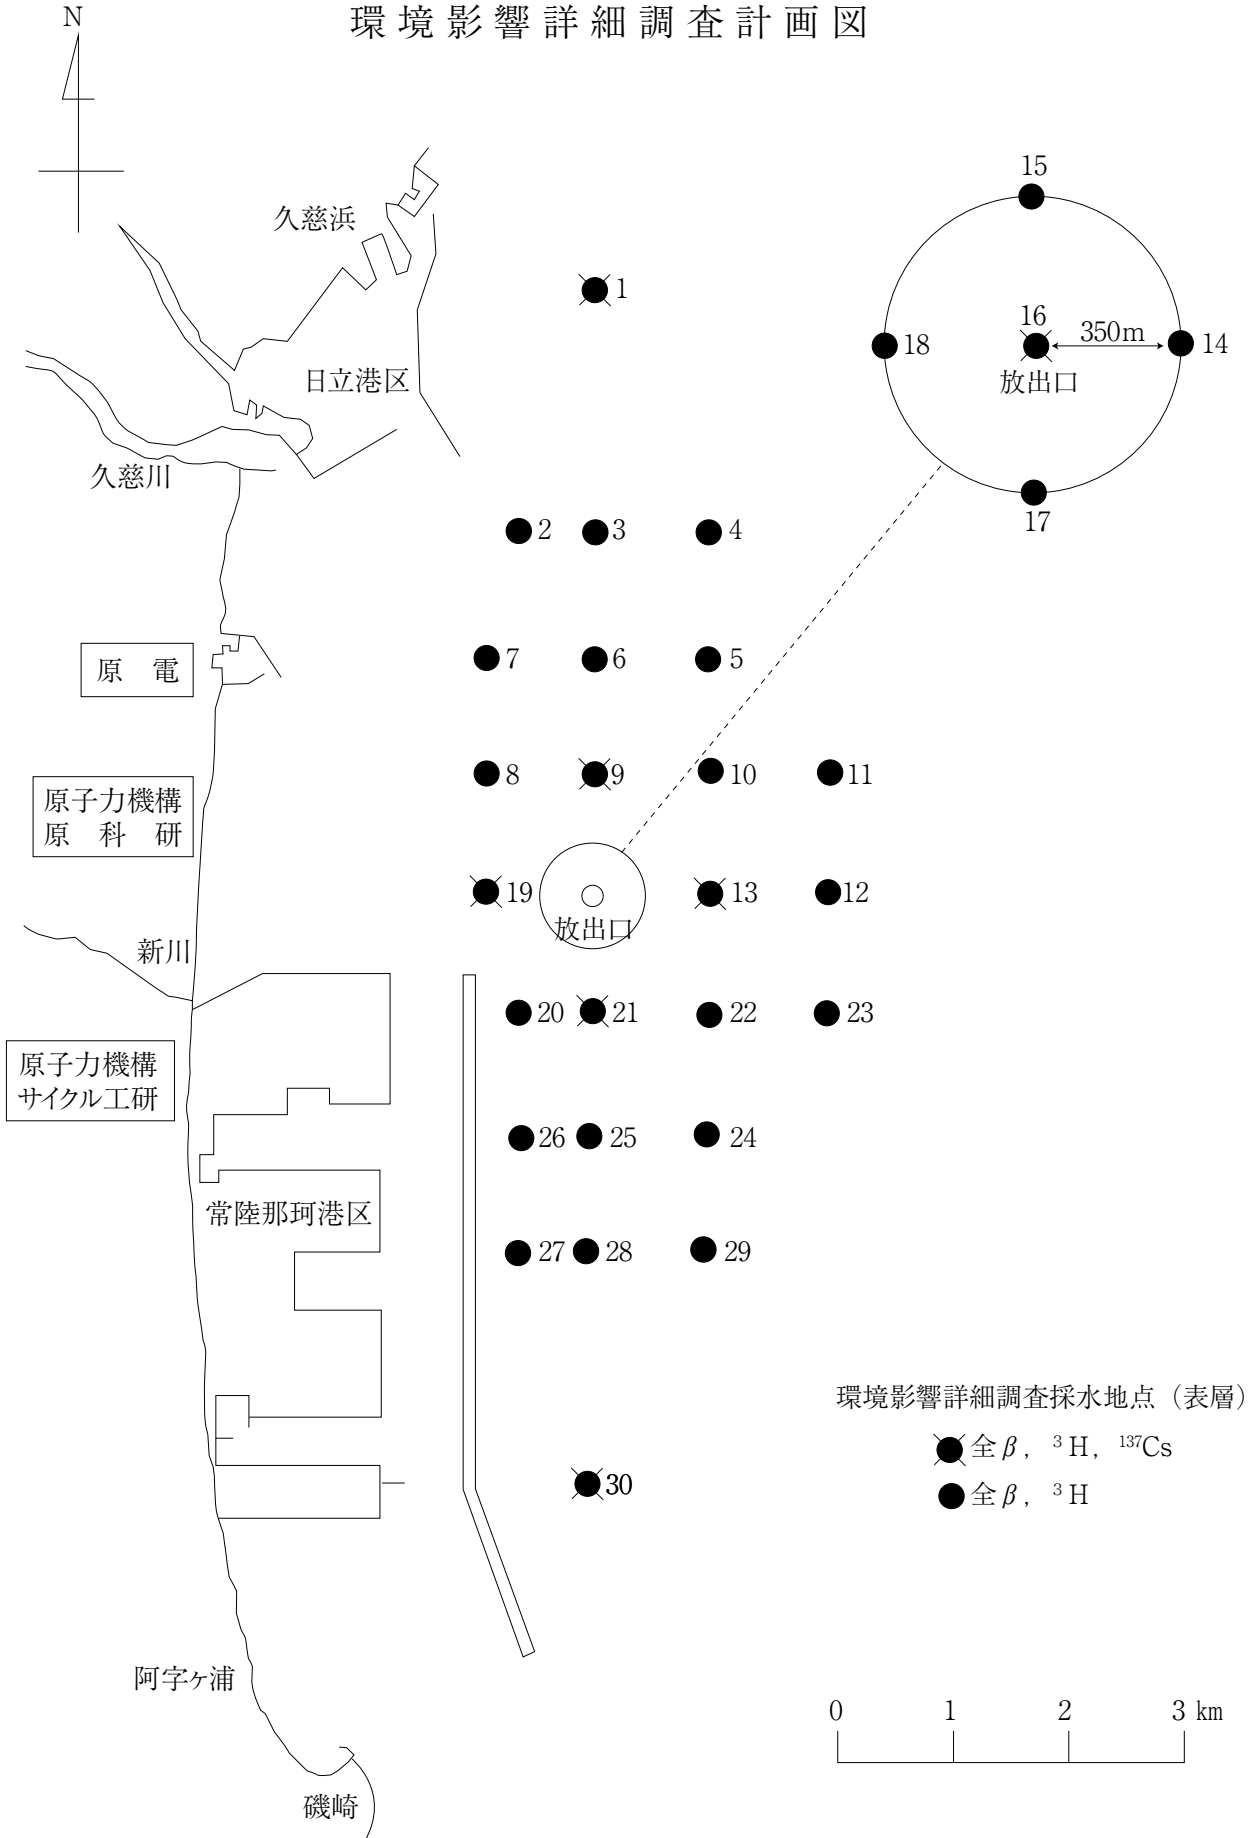 環境影響詳細調査計画図
N
久慈浜
日立港区
久慈川
原 電
原子力機構
原 科 研
新川
原子力機構
サイクル工研
常陸那珂港区
阿字ヶ浦
磯崎
1
2
3
4
7
6
5
8
9
10
11
19
放出口
13
12
20
21
22
23
26
25
24
27
28
29
30
15
16
350m
14
18
放出口
17
環境影響詳細調査採水地点（表層）
全β, ³H, ¹³⁷Cs
全β, ³H
0 1 2 3 km